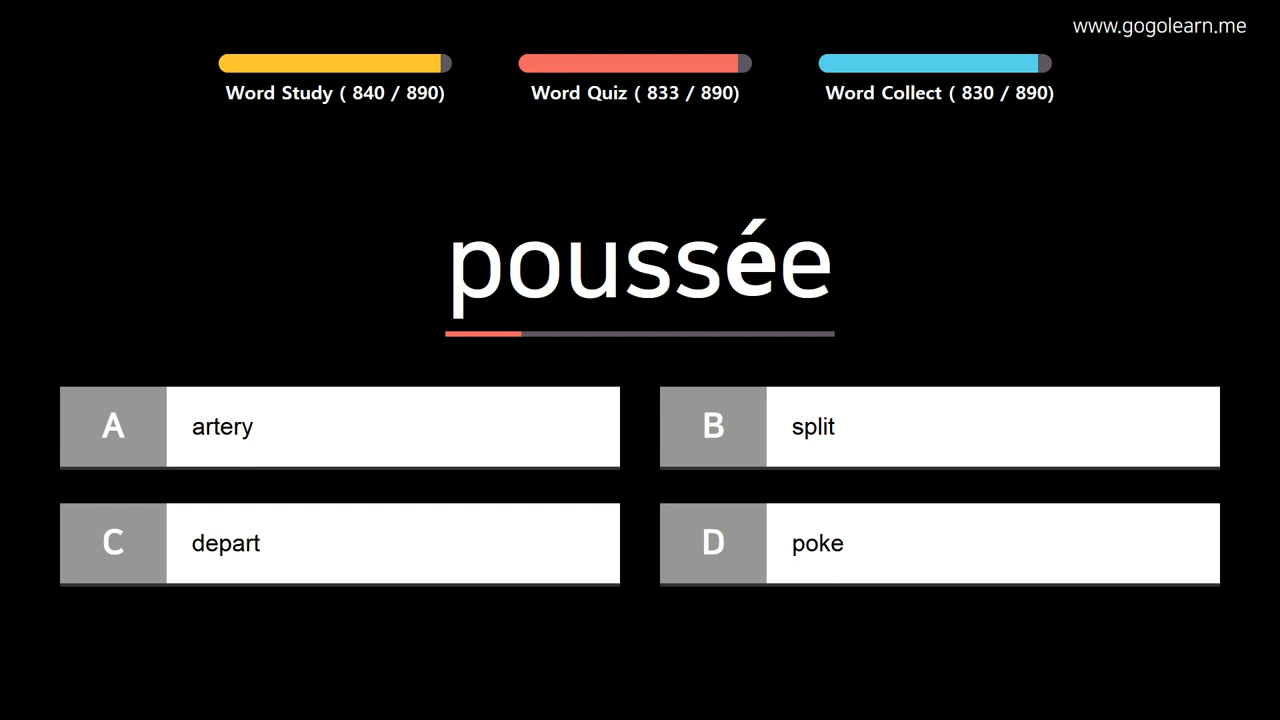 www.gogolearn.me
Word Study ( 840 / 890)
Word Quiz ( 833 / 890)
Word Collect ( 830 / 890)
poussée
A artery
B split
C depart
D poke